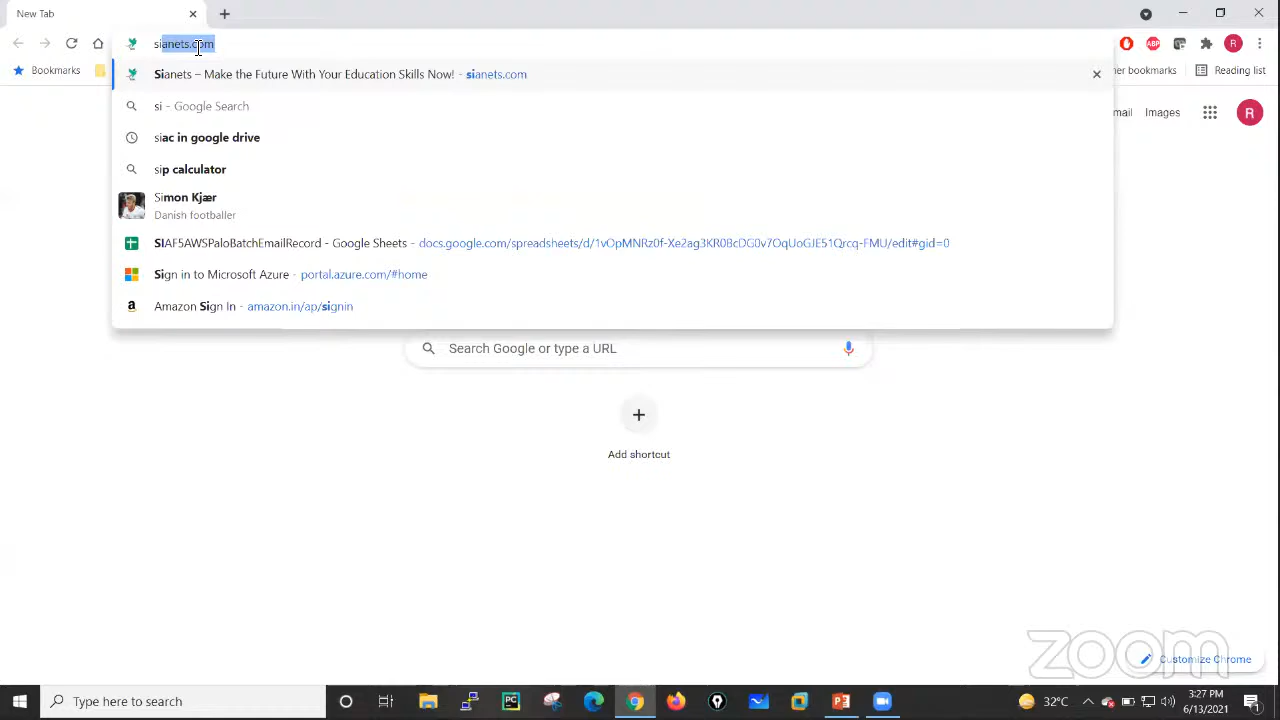 New Tab
sianets.com
Bookmarks
er bookmarks
Reading list
Sianets – Make the Future With Your Education Skills Now! - sianets.com
si - Google Search
siac in google drive
sip calculator
Simon Kjær
Danish footballer
SIAF5AWSPaloBatchEmailRecord - Google Sheets - docs.google.com/spreadsheets/d/1vOpMNRz0f-Xe2ag3KR08cDG0v7OqUoGJE51Qrcq-FMU/edit#gid=0
Sign in to Microsoft Azure - portal.azure.com/#home
Amazon Sign In - amazon.in/ap/signin
mail
Images
R
R
ABP
Search Google or type a URL
Add shortcut
zoom
Customize Chrome
Type here to search
PC
32°C
3:27 PM
6/13/2021